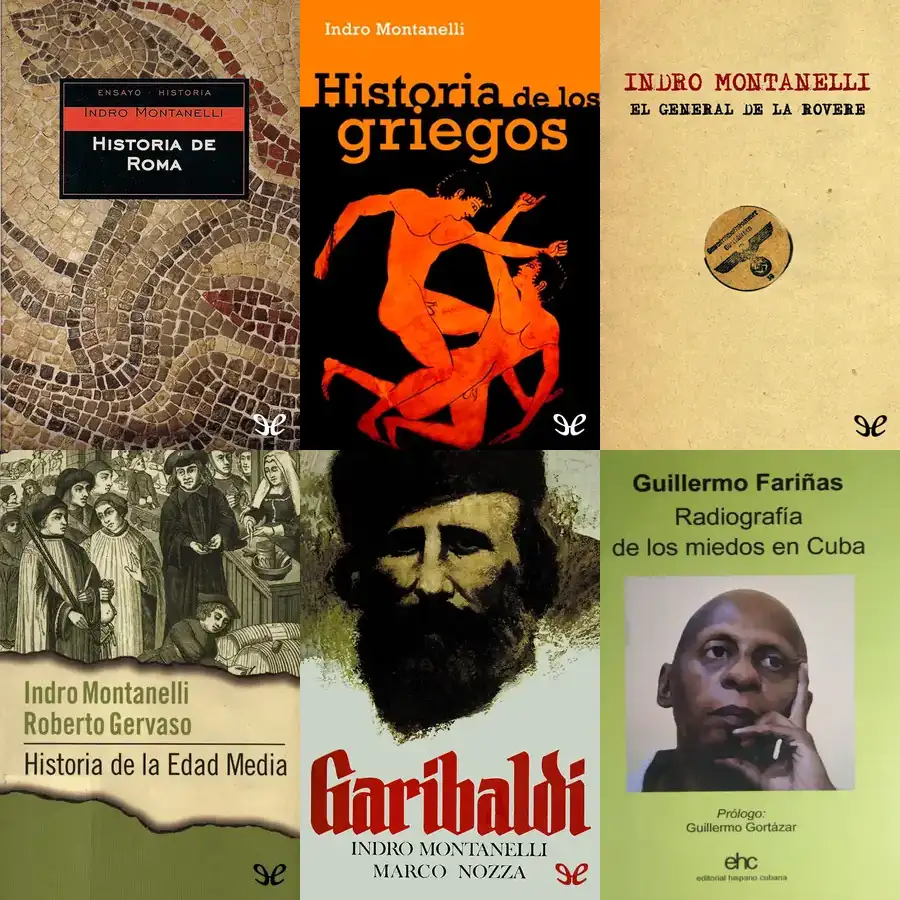 ENSAYO · HISTORIA
INDRO MONTANELLI
HISTORIA DE
ROMA
Indro Montanelli
Historia de los
griegos
INDRO MONTANELLI
EL GENERAL DE LA ROVERE
Indro Montanelli
Roberto Gervaso
Historia de la Edad Media
Garibaldi
INDRO MONTANELLI
MARCO NOZZA
Guillermo Fariñas
Radiografía
de los miedos en Cuba
Prólogo:
Guillermo Gortázar
ehc
editorial hispano cubana